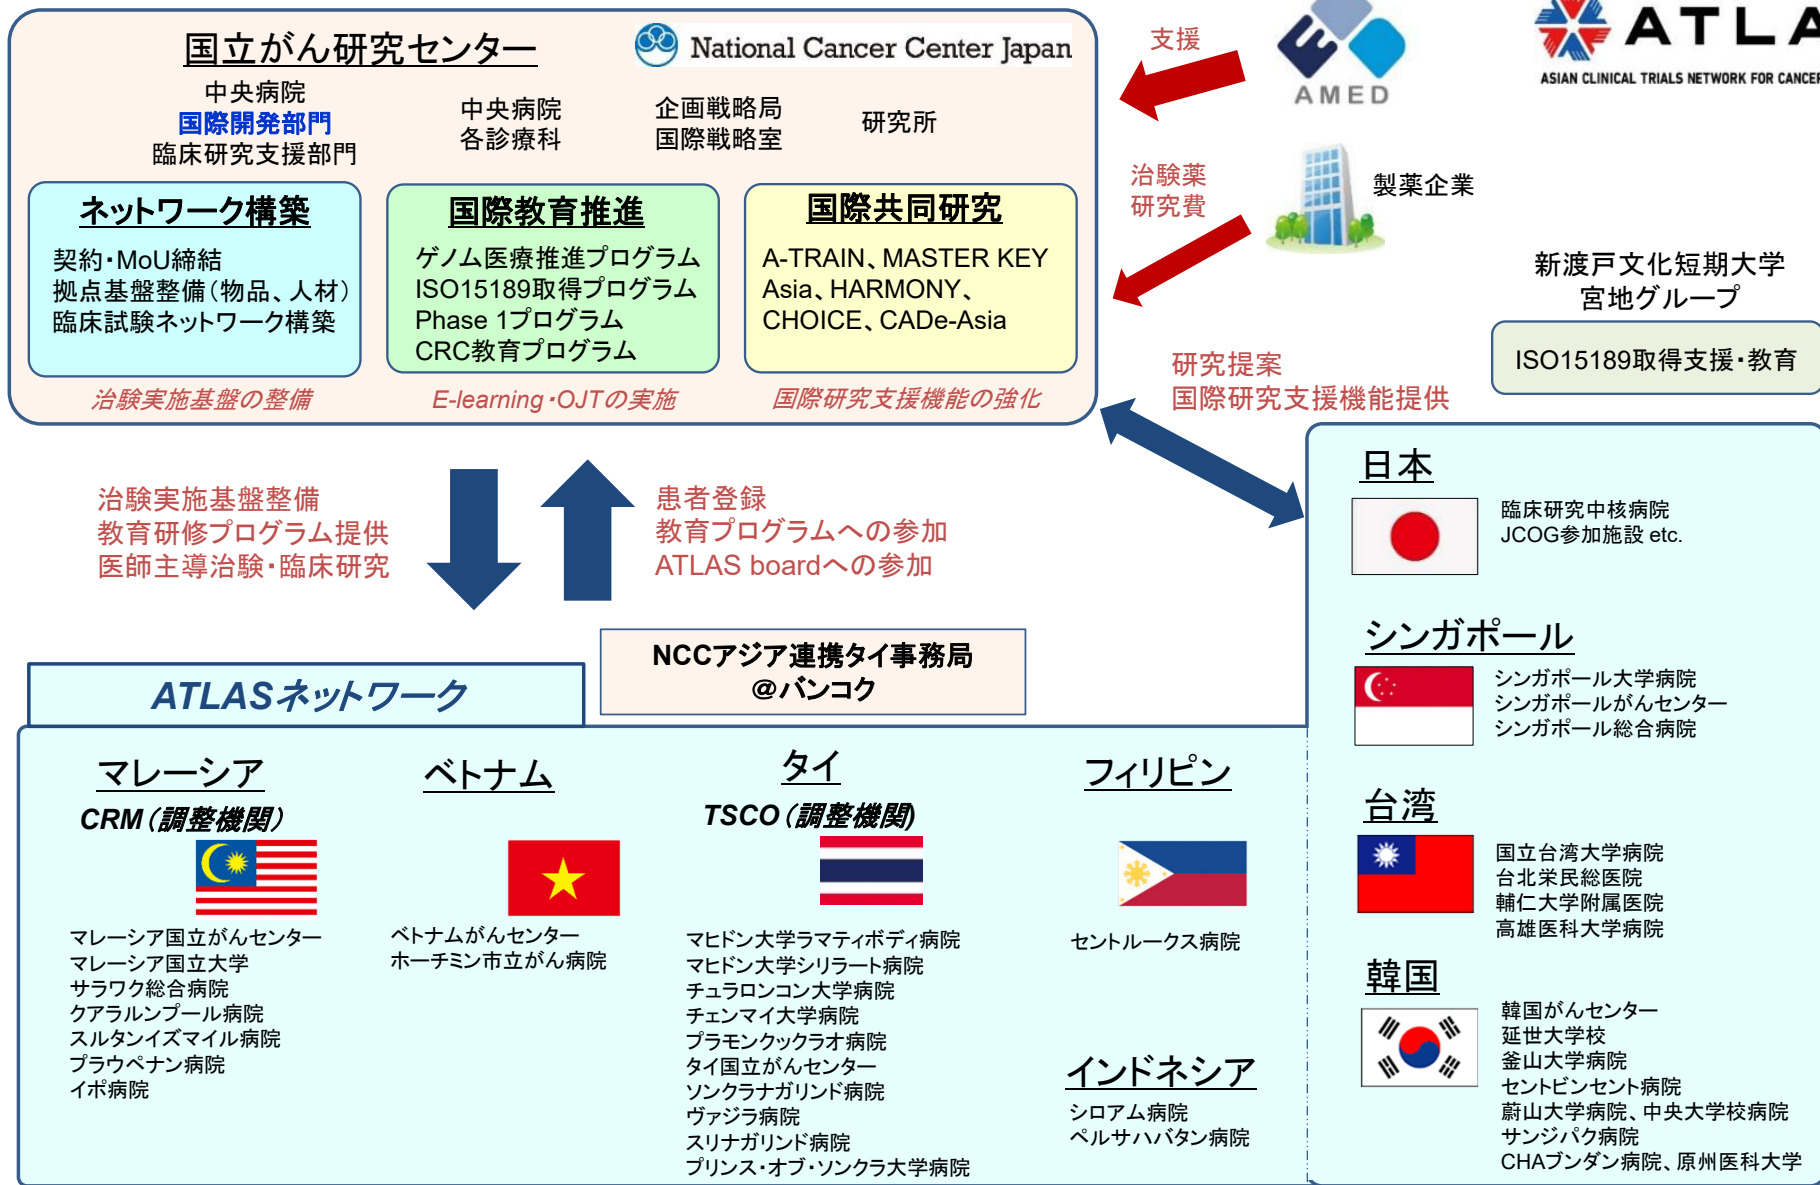 国立がん研究センター
National Cancer Center Japan
中央病院
国際開発部門
臨床研究支援部門
中央病院
各診療科
企画戦略局
国際戦略室
研究所
ネットワーク構築
契約・MoU締結
拠点基盤整備（物品、人材）
臨床試験ネットワーク構築
治験実施基盤の整備
国際教育推進
ゲノム医療推進プログラム
ISO15189取得プログラム
Phase 1プログラム
CRC教育プログラム
E-learning・OJTの実施
国際共同研究
A-TRAIN、MASTER KEY
Asia、HARMONY、
CHOICE、CADe-Asia
国際研究支援機能の強化
支援
AMED
ATLA
ASIAN CLINICAL TRIALS NETWORK FOR CANCER
治験薬
研究費
製薬企業
新渡戸文化短期大学
宮地グループ
ISO15189取得支援・教育
研究提案
国際研究支援機能提供
治験実施基盤整備
教育研修プログラム提供
医師主導治験・臨床研究
患者登録
教育プログラムへの参加
ATLAS boardへの参加
NCCアジア連携タイ事務局
@バンコク
ATLASネットワーク
マレーシア
CRM（調整機関）
マレーシア国立がんセンター
マレーシア国立大学
サラワク総合病院
クアラルンプール病院
スルタンイズマイル病院
プラウペナン病院
イポ病院
ベトナム
ベトナムがんセンター
ホーチミン市立がん病院
タイ
TSCO（調整機関)
マヒドン大学ラマティボディ病院
マヒドン大学シリラート病院
チュラロンコン大学病院
チェンマイ大学病院
プラモンクックラオ病院
タイ国立がんセンター
ソンクラナガリンド病院
ヴァジラ病院
スリナガリンド病院
プリンス・オブ・ソンクラ大学病院
フィリピン
セントルークス病院
インドネシア
シロアム病院
ペルサハバタン病院
日本
臨床研究中核病院
JCOG参加施設 etc.
シンガポール
シンガポール大学病院
シンガポールがんセンター
シンガポール総合病院
台湾
国立台湾大学病院
台北栄民総医院
輔仁大学附属医院
高雄医科大学病院
韓国
韓国がんセンター
延世大学校
釜山大学病院
セントビンセント病院
蔚山大学病院、中央大学校病院
サンジパク病院
CHAブンダン病院、原州医科大学